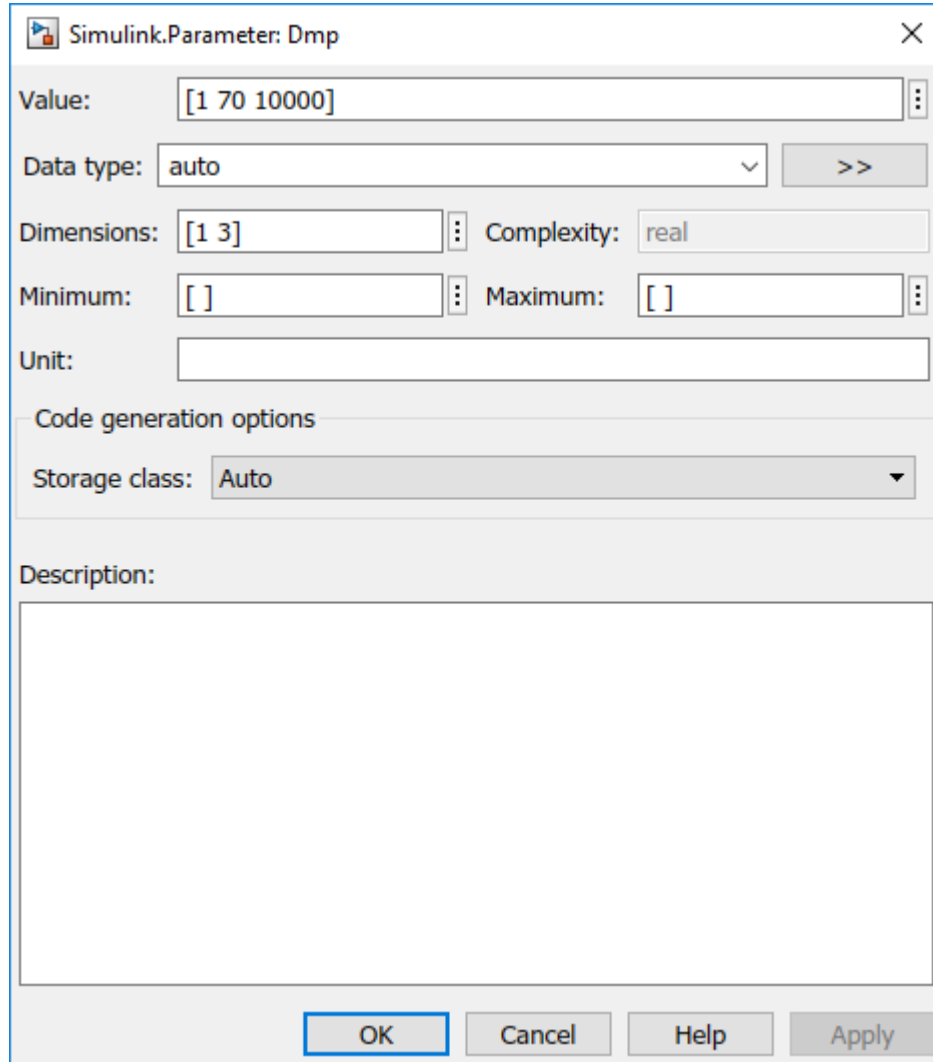 Simulink.Parameter: Dmp
Value: [1 70 10000]
Data type: auto >>
Dimensions: [1 3] Complexity: real
Minimum: [ ] Maximum: [ ]
Unit:
Code generation options
Storage class: Auto
Description:
OK Cancel Help Apply